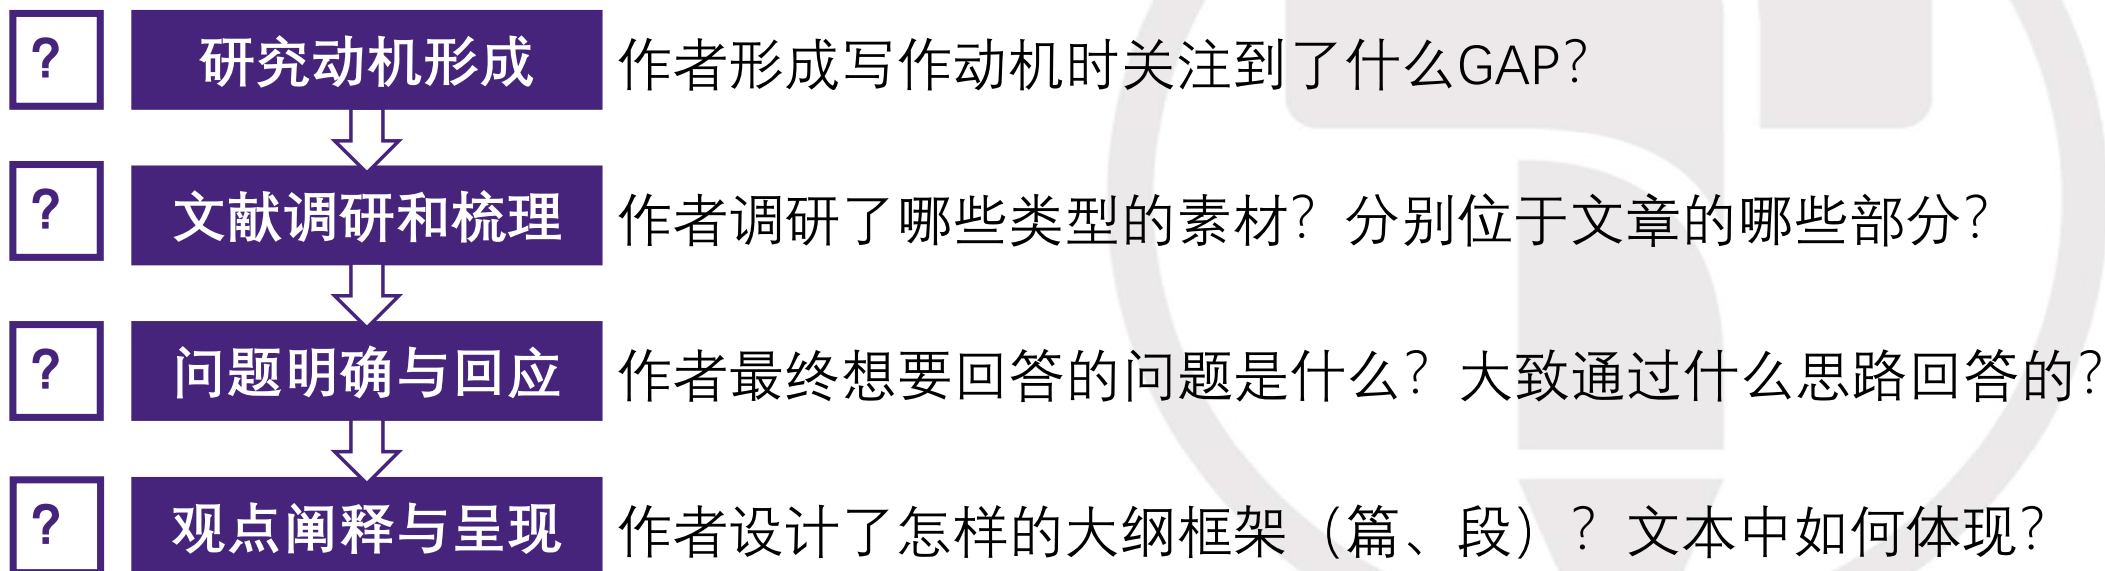 ? 研究动机形成 作者形成写作动机时关注到了什么GAP？
? 文献调研和梳理 作者调研了哪些类型的素材？分别位于文章的哪些部分？
? 问题明确与回应 作者最终想要回答的问题是什么？大致通过什么思路回答的？
? 观点阐释与呈现 作者设计了怎样的大纲框架（篇、段）？文本中如何体现？